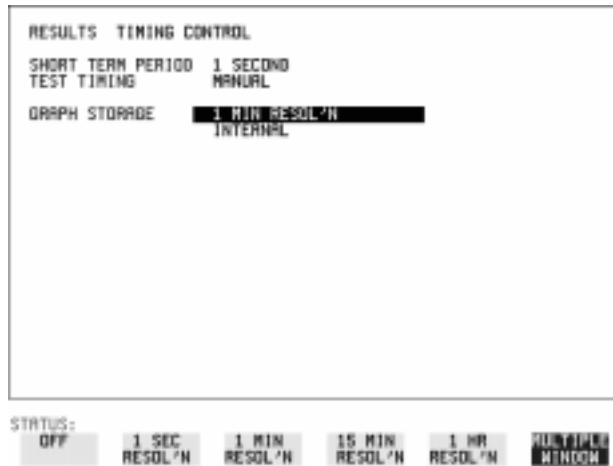 RESULTS TIMING CONTROL
SHORT TERM PERIOD 1 SECOND
TEST TIMING MANUAL
GRAPH STORAGE 1 MIN RESOL'N
INTERNAL
STATUS:
OFF 1 SEC RESOL'N 1 MIN RESOL'N 15 MIN RESOL'N 1 HR RESOL'N MULTIPLE WINDOW